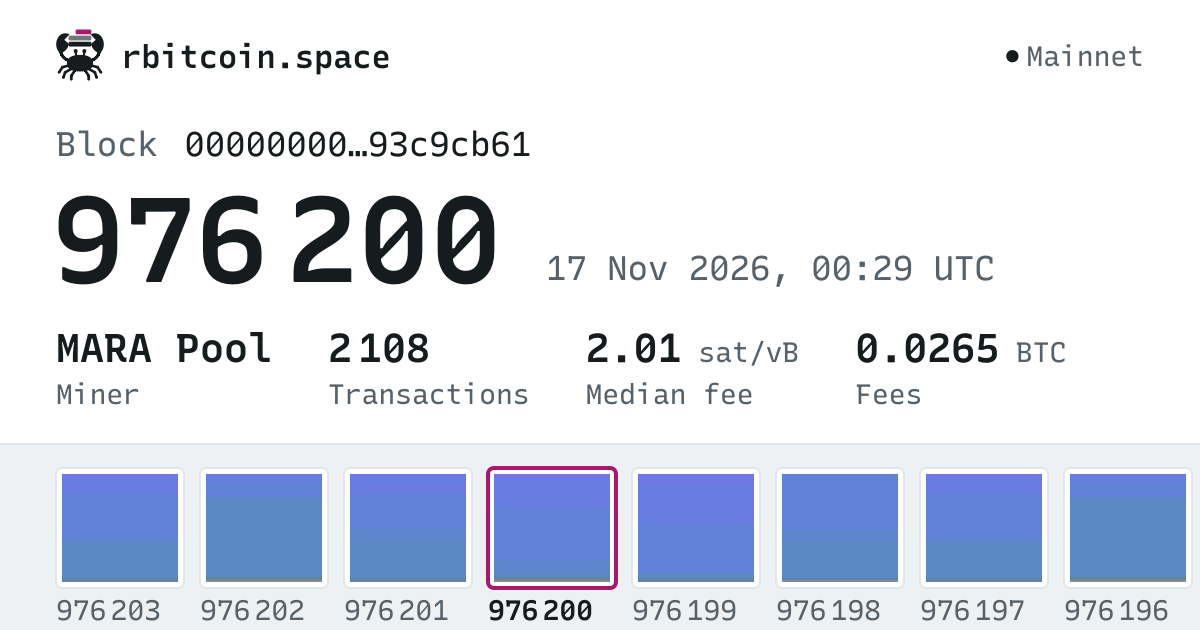 rbitcoin.space
Mainnet
Block 00000000…93c9cb61
976 200 17 Nov 2026, 00:29 UTC
MARA Pool 2 108 2.01 sat/vB 0.0265 BTC
Miner Transactions Median fee Fees
976 203 976 202 976 201 976 200 976 199 976 198 976 197 976 196